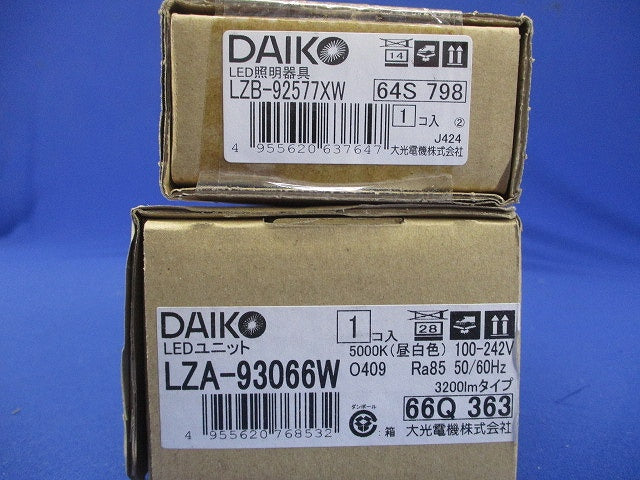 DAIKO
14
LED照明器具
LZB-92577XW
64S 798
1コ入 ②
J424
4 955620 637647
大光電機株式会社
DAIKO
1コ入
28
LEDユニット
5000K(昼白色) 100-242V
LZA-93066W
O409 Ra85 50/60Hz
3200lmタイプ
ダンボール
:箱
66Q 363
4 955620 768532
大光電機株式会社